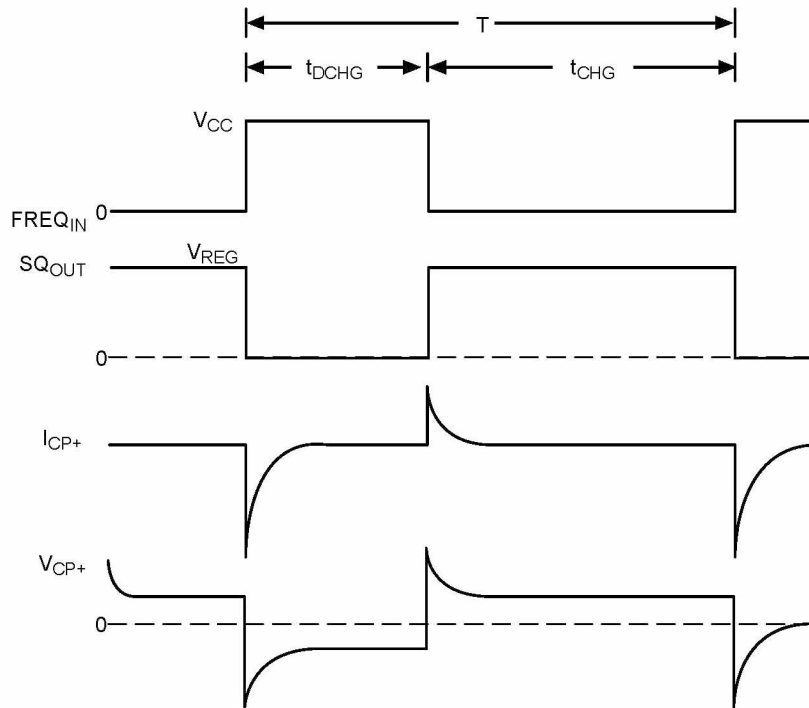 T
tDCHG
tCHG
VCC
0
FREQIN
VREG
SQOUT
0
ICP+
VCP+
0